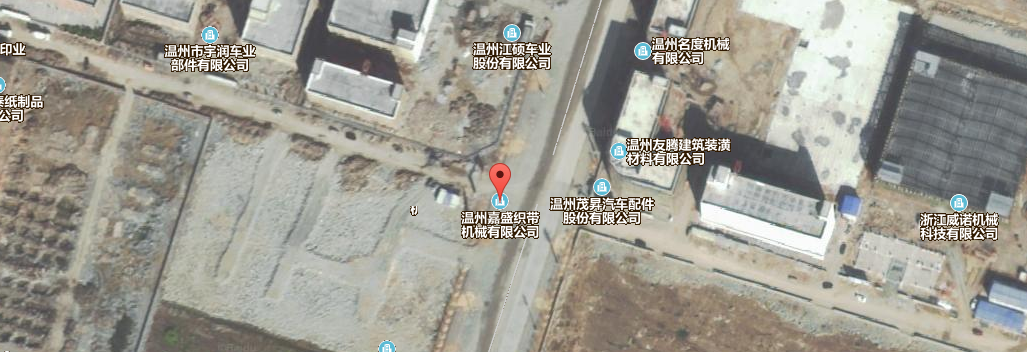 温州市宇润车业
部件有限公司
温州江硕车业
股份有限公司
温州名度机械
有限公司
印业
纸制品
公司
温州友腾建筑装潢
材料有限公司
温州嘉盛织带
机械有限公司
温州茂昇汽车配件
股份有限公司
浙江威诺机械
科技有限公司